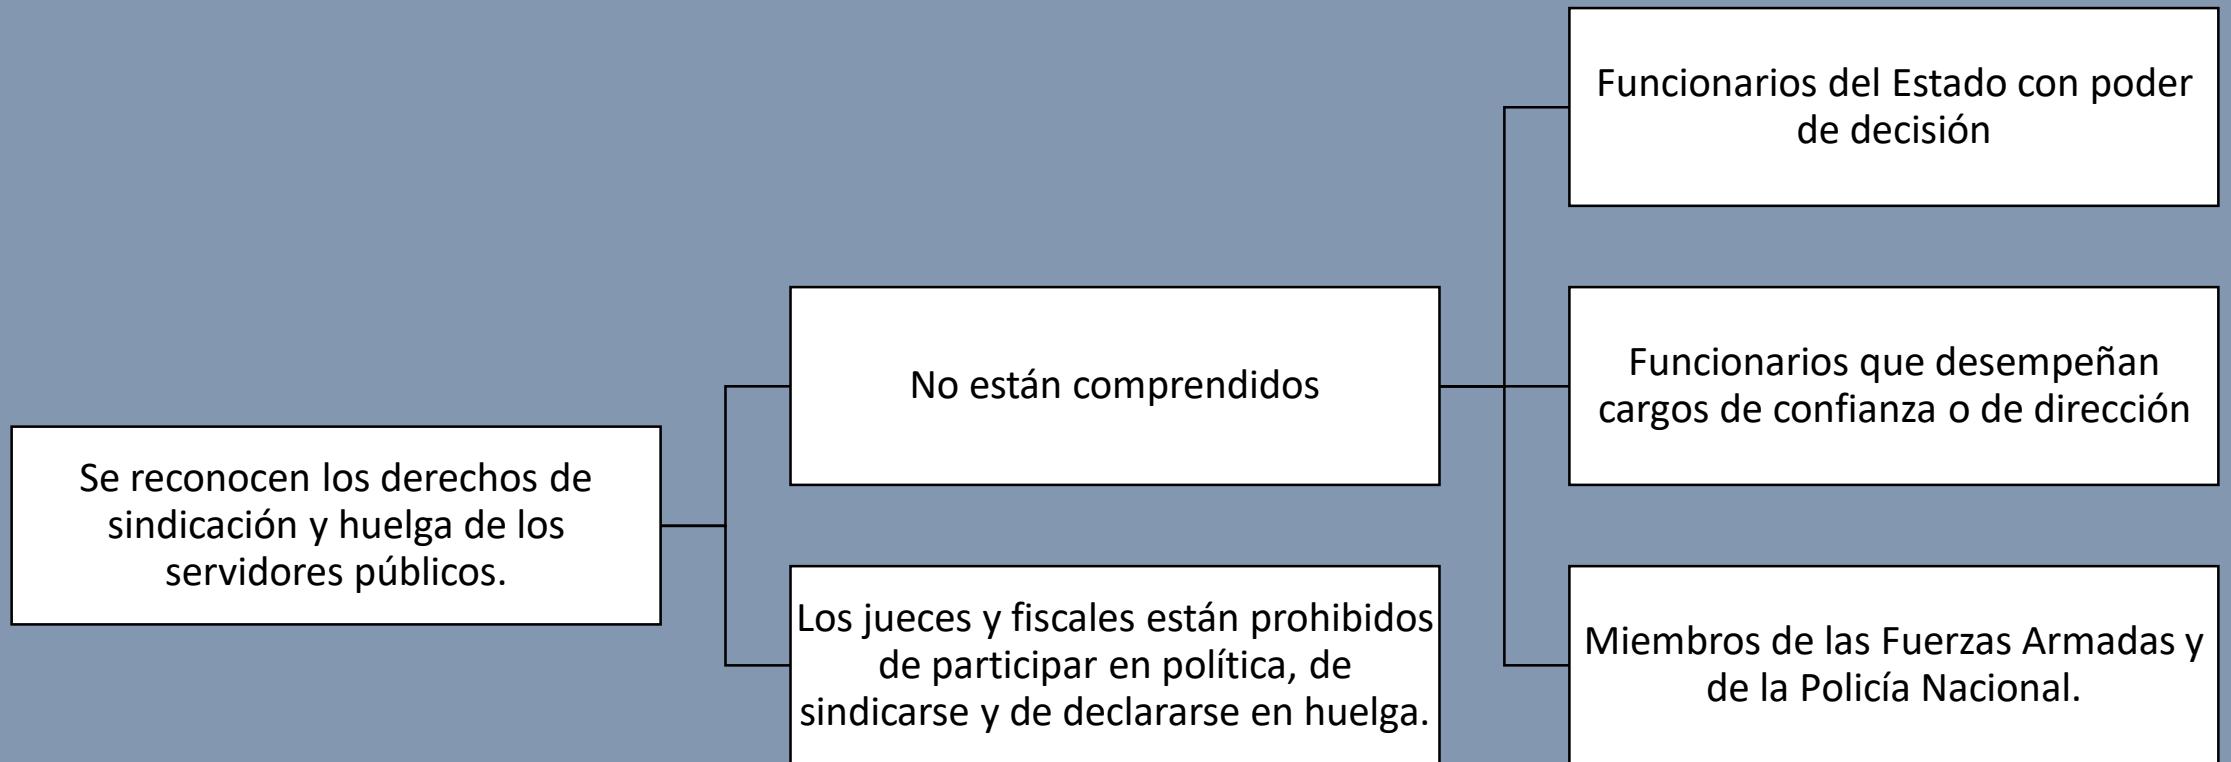 Se reconocen los derechos de
sindicación y huelga de los
servidores públicos.
No están comprendidos
Los jueces y fiscales están prohibidos
de participar en política, de
sindicarse y de declararse en huelga.
Funcionarios del Estado con poder
de decisión
Funcionarios que desempeñan
cargos de confianza o de dirección
Miembros de las Fuerzas Armadas y
de la Policía Nacional.